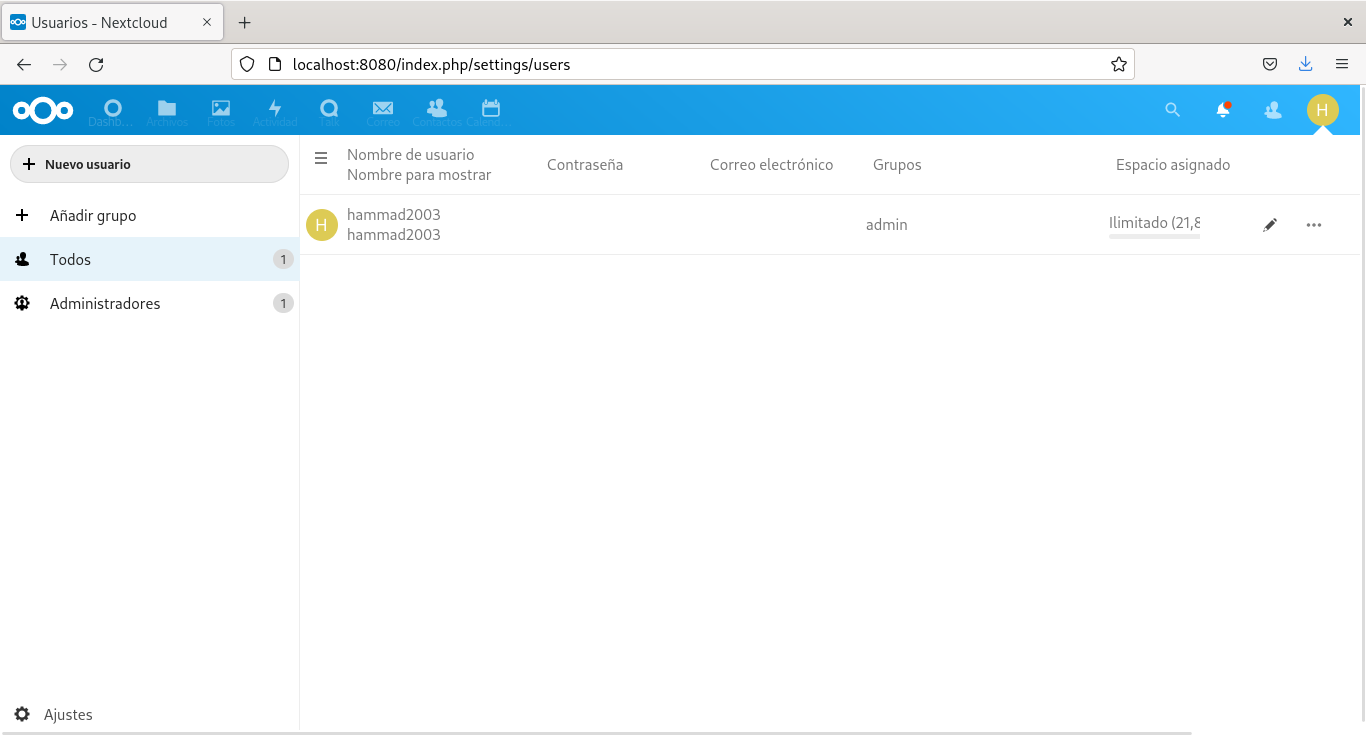 Usuarios - Nextcloud
localhost:8080/index.php/settings/users
Dashb... Archivos Fotos Actividad Talk Correo Contactos Calend...
H
Nuevo usuario
Añadir grupo
Todos 1
Administradores 1
Nombre de usuario
Nombre para mostrar
Contraseña
Correo electrónico
Grupos
Espacio asignado
H
hammad2003
hammad2003
admin
Ilimitado (21,8
Ajustes